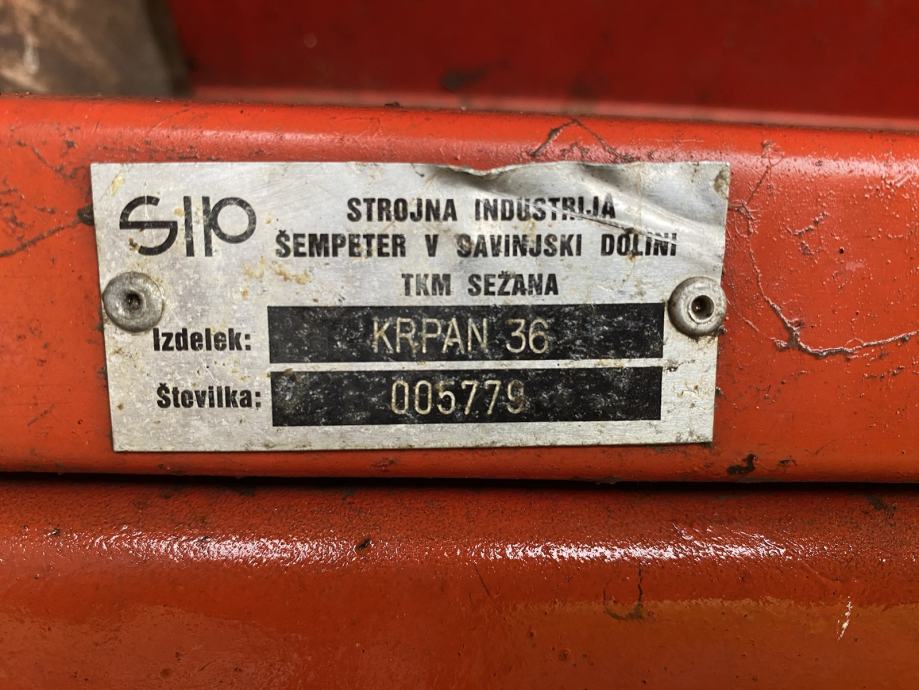 SIP
STROJNA INDUSTRIJA
ŠEMPETER V SAVINJSKI DOLINI
TKM SEŽANA
Izdelek: KRPAN 36
Številka: 005779